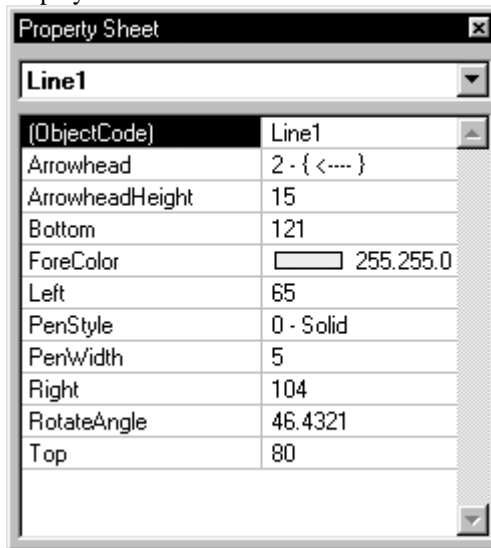 Property Sheet
Line1
(ObjectCode) Line1
Arrowhead 2 - { <---- }
ArrowheadHeight 15
Bottom 121
ForeColor 255.255.0
Left 65
PenStyle 0 - Solid
PenWidth 5
Right 104
RotateAngle 46.4321
Top 80